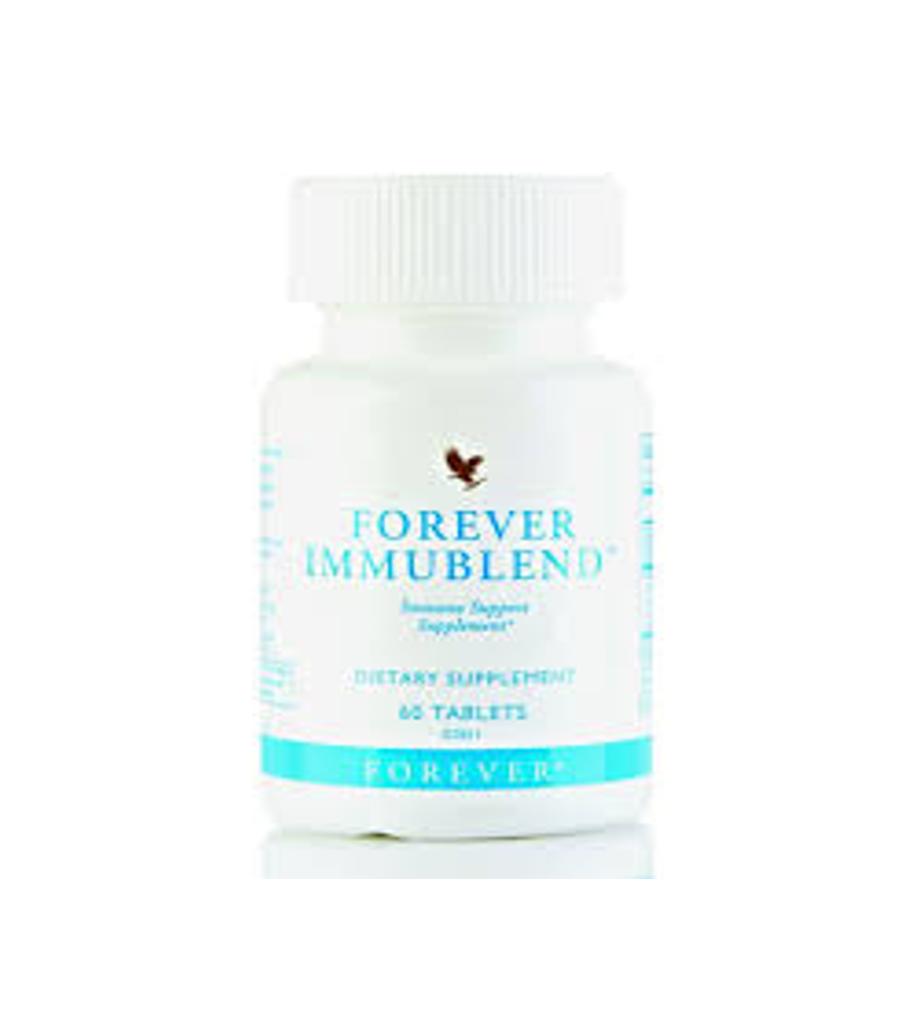 FOREVER
IMMUBLEND®
Immune Support
Supplement*
DIETARY SUPPLEMENT
60 TABLETS
FOREVER®